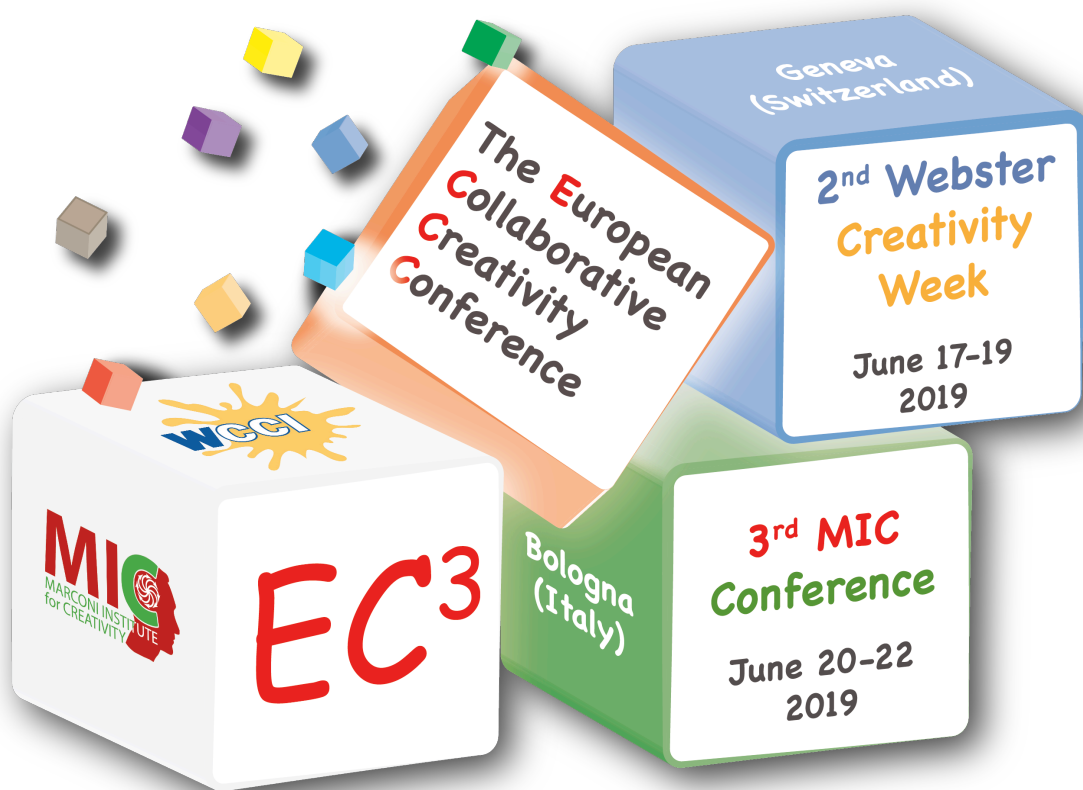 Geneva
(Switzerland)
2nd Webster
Creativity
Week
June 17-19
2019
The European
Collaborative
Creativity
Conference
WCCI
MIC
MARCONI INSTITUTE
for CREATIVITY
EC³
Bologna
(Italy)
3rd MIC
Conference
June 20-22
2019